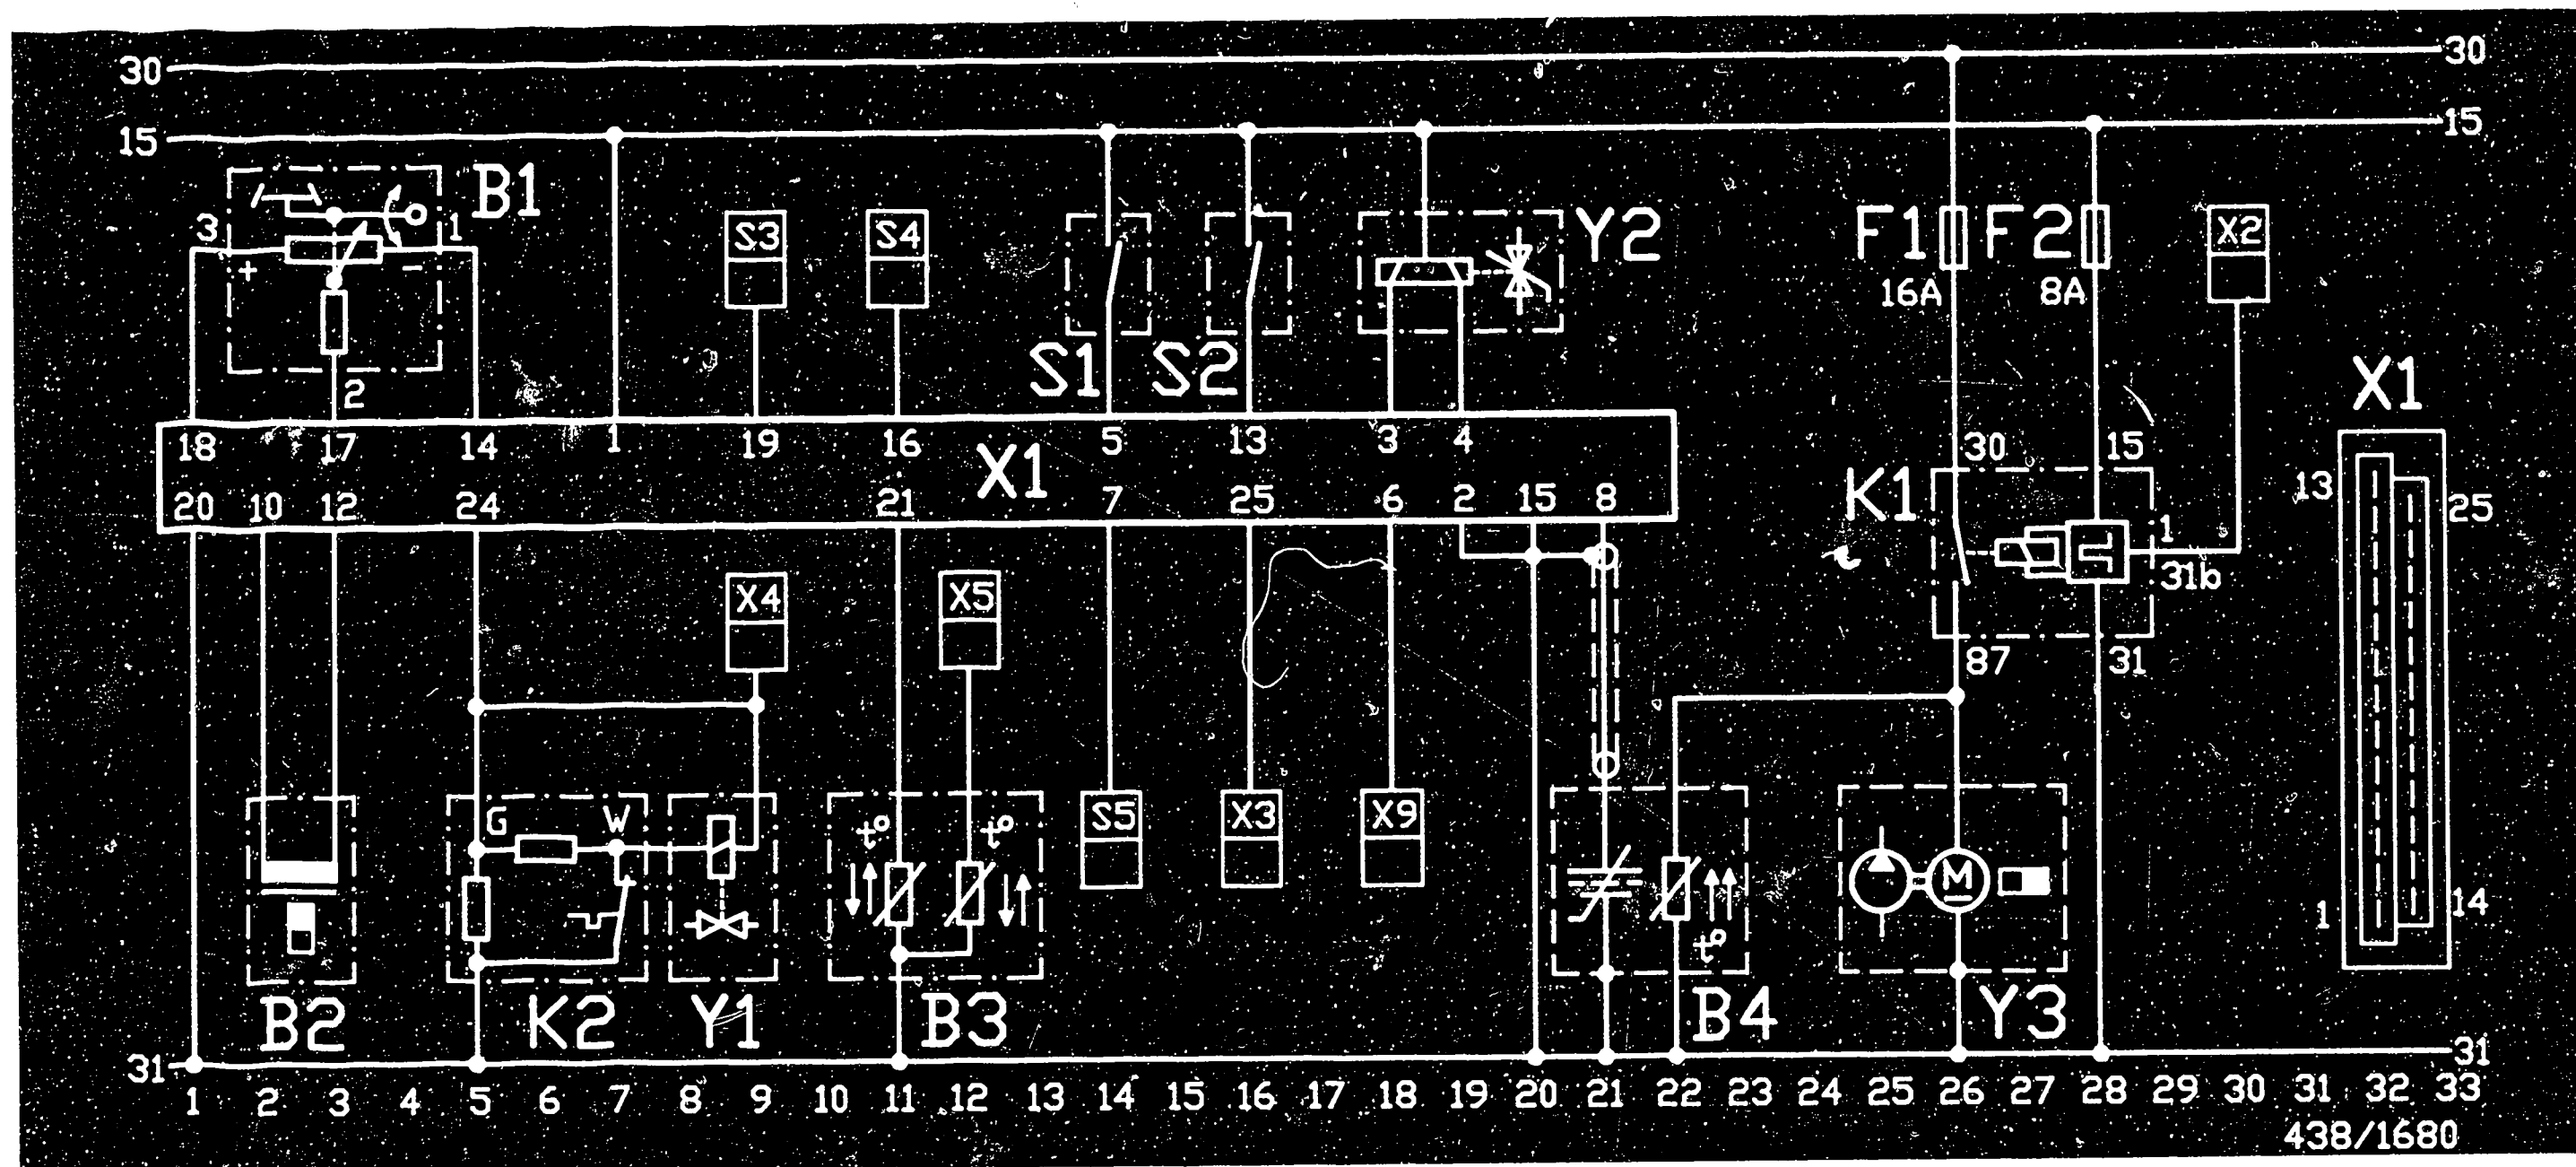 30 30
15 15
B1
3 1
+ −
2
S3 S4 Y2 F1 F2 X2
16A 8A
S1 S2 X1
18 17 14 1 19 16 5 13 3 4 30 15
X1 K1 13 25
20 10 12 24 21 7 25 6 2 15 8
1
31b
X4 X5
87 31
G W t° t° S5 X3 X9
M 1 14
t°
B2 K2 Y1 B3 B4 Y3
31 31
1 2 3 4 5 6 7 8 9 10 11 12 13 14 15 16 17 18 19 20 21 22 23 24 25 26 27 28 29 30 31 32 33
438/1680